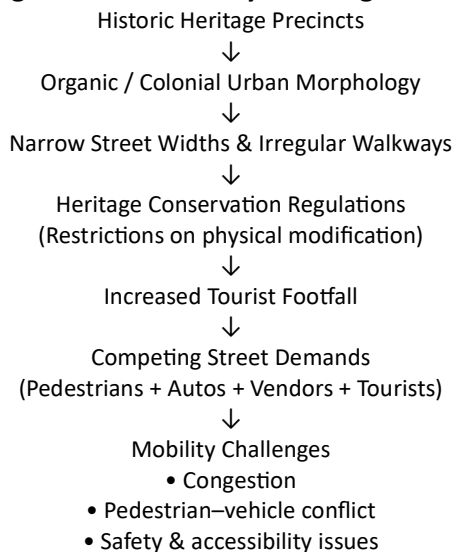 Historic Heritage Precincts
↓
Organic / Colonial Urban Morphology
↓
Narrow Street Widths & Irregular Walkways
↓
Heritage Conservation Regulations
(Restrictions on physical modification)
↓
Increased Tourist Footfall
↓
Competing Street Demands
(Pedestrians + Autos + Vendors + Tourists)
↓
Mobility Challenges
• Congestion
• Pedestrian–vehicle conflict
• Safety & accessibility issues